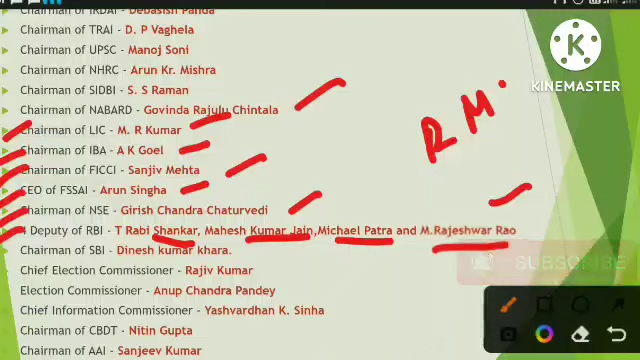 Chairman of IRDAI - Debasish Panda
Chairman of TRAI - D. P Vaghela
Chairman of UPSC - Manoj Soni
Chairman of NHRC - Arun Kr. Mishra
Chairman of SIDBI - S. S Raman
Chairman of NABARD - Govinda Rajulu Chintala
Chairman of LIC - M. R Kumar
Chairman of IBA - A K Goel
Chairman of FICCI - Sanjiv Mehta
CEO of FSSAI - Arun Singha
Chairman of NSE - Girish Chandra Chaturvedi
4 Deputy of RBI - T Rabi Shankar, Mahesh Kumar Jain,Michael Patra and M.Rajeshwar Rao
Chairman of SBI - Dinesh kumar khara.
Chief Election Commissioner - Rajiv Kumar
Election Commissioner - Anup Chandra Pandey
Chief Information Commissioner - Yashvardhan K. Sinha
Chairman of CBDT - Nitin Gupta
Chairman of AAI - Sanjeev Kumar
R M
KINEMASTER
SUBSCRIBE